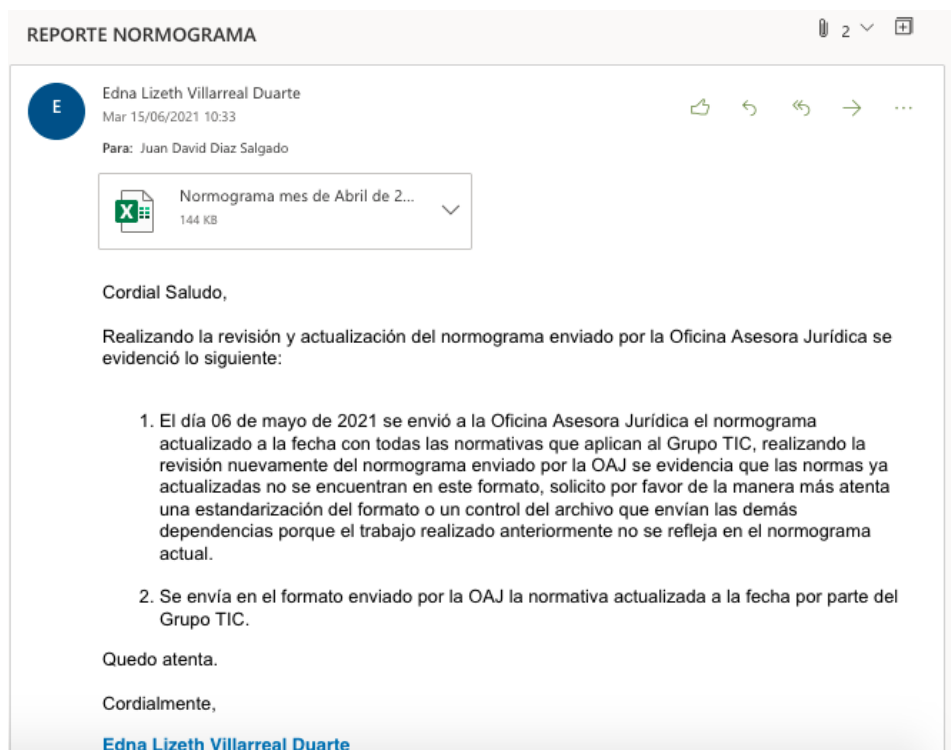 REPORTE NORMOGRAMA
2
E
Edna Lizeth Villarreal Duarte
Mar 15/06/2021 10:33
Para: Juan David Diaz Salgado
Normograma mes de Abril de 2...
144 KB
Cordial Saludo,
Realizando la revisión y actualización del normograma enviado por la Oficina Asesora Jurídica se
evidenció lo siguiente:
1. El día 06 de mayo de 2021 se envió a la Oficina Asesora Jurídica el normograma
actualizado a la fecha con todas las normativas que aplican al Grupo TIC, realizando la
revisión nuevamente del normograma enviado por la OAJ se evidencia que las normas ya
actualizadas no se encuentran en este formato, solicito por favor de la manera más atenta
una estandarización del formato o un control del archivo que envían las demás
dependencias porque el trabajo realizado anteriormente no se refleja en el normograma
actual.
2. Se envía en el formato enviado por la OAJ la normativa actualizada a la fecha por parte del
Grupo TIC.
Quedo atenta.
Cordialmente,
Edna Lizeth Villarreal Duarte